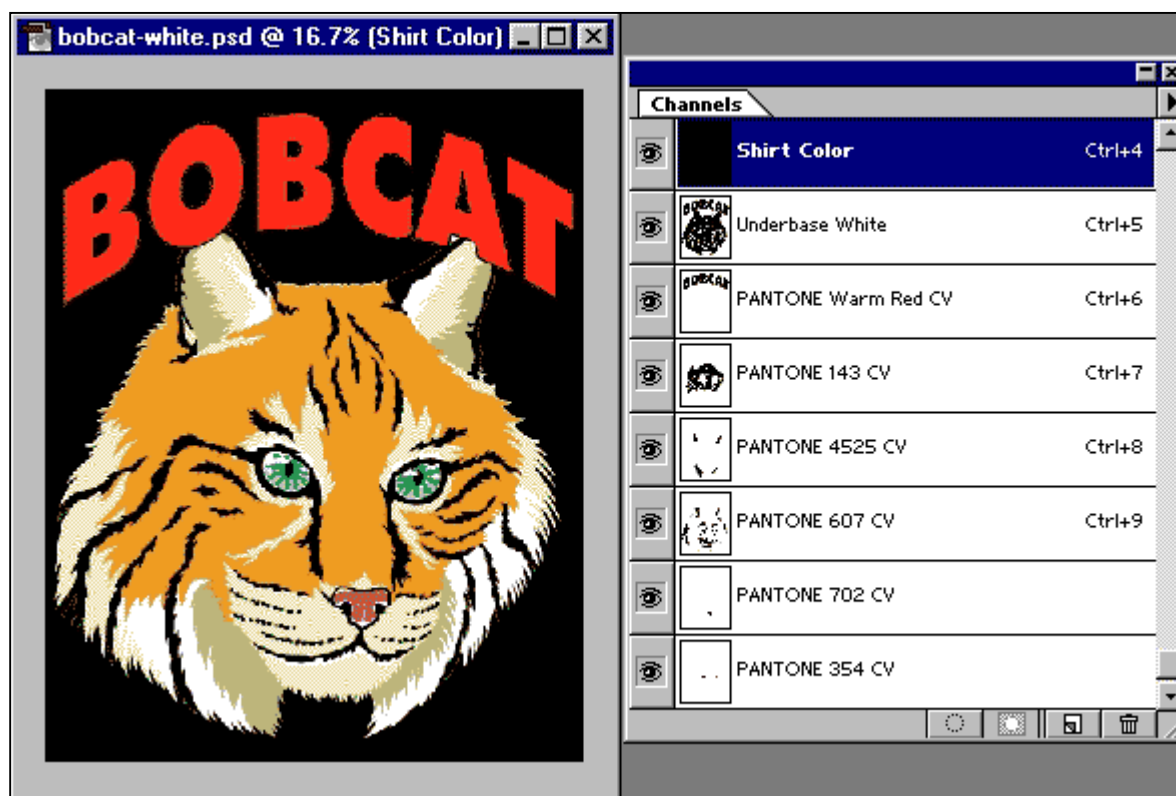 bobcat-white.psd @ 16.7% (Shirt Color)
BOBCAT
Channels
Shirt Color Ctrl+4
Underbase White Ctrl+5
PANTONE Warm Red CV Ctrl+6
PANTONE 143 CV Ctrl+7
PANTONE 4525 CV Ctrl+8
PANTONE 607 CV Ctrl+9
PANTONE 702 CV
PANTONE 354 CV
BOBCAT
BOBCAT